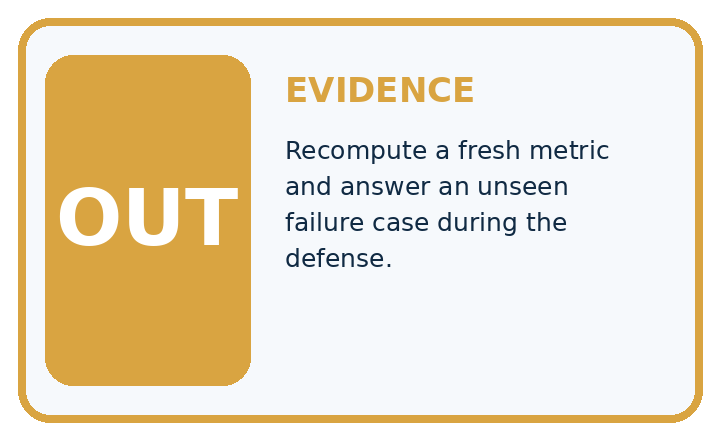 OUT
EVIDENCE
Recompute a fresh metric
and answer an unseen
failure case during the
defense.